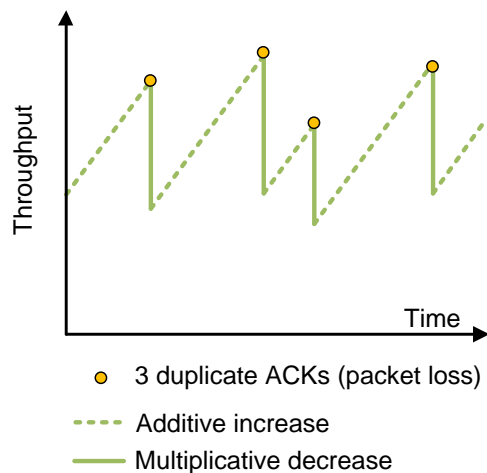 Throughput
Time
3 duplicate ACKs (packet loss)
Additive increase
Multiplicative decrease